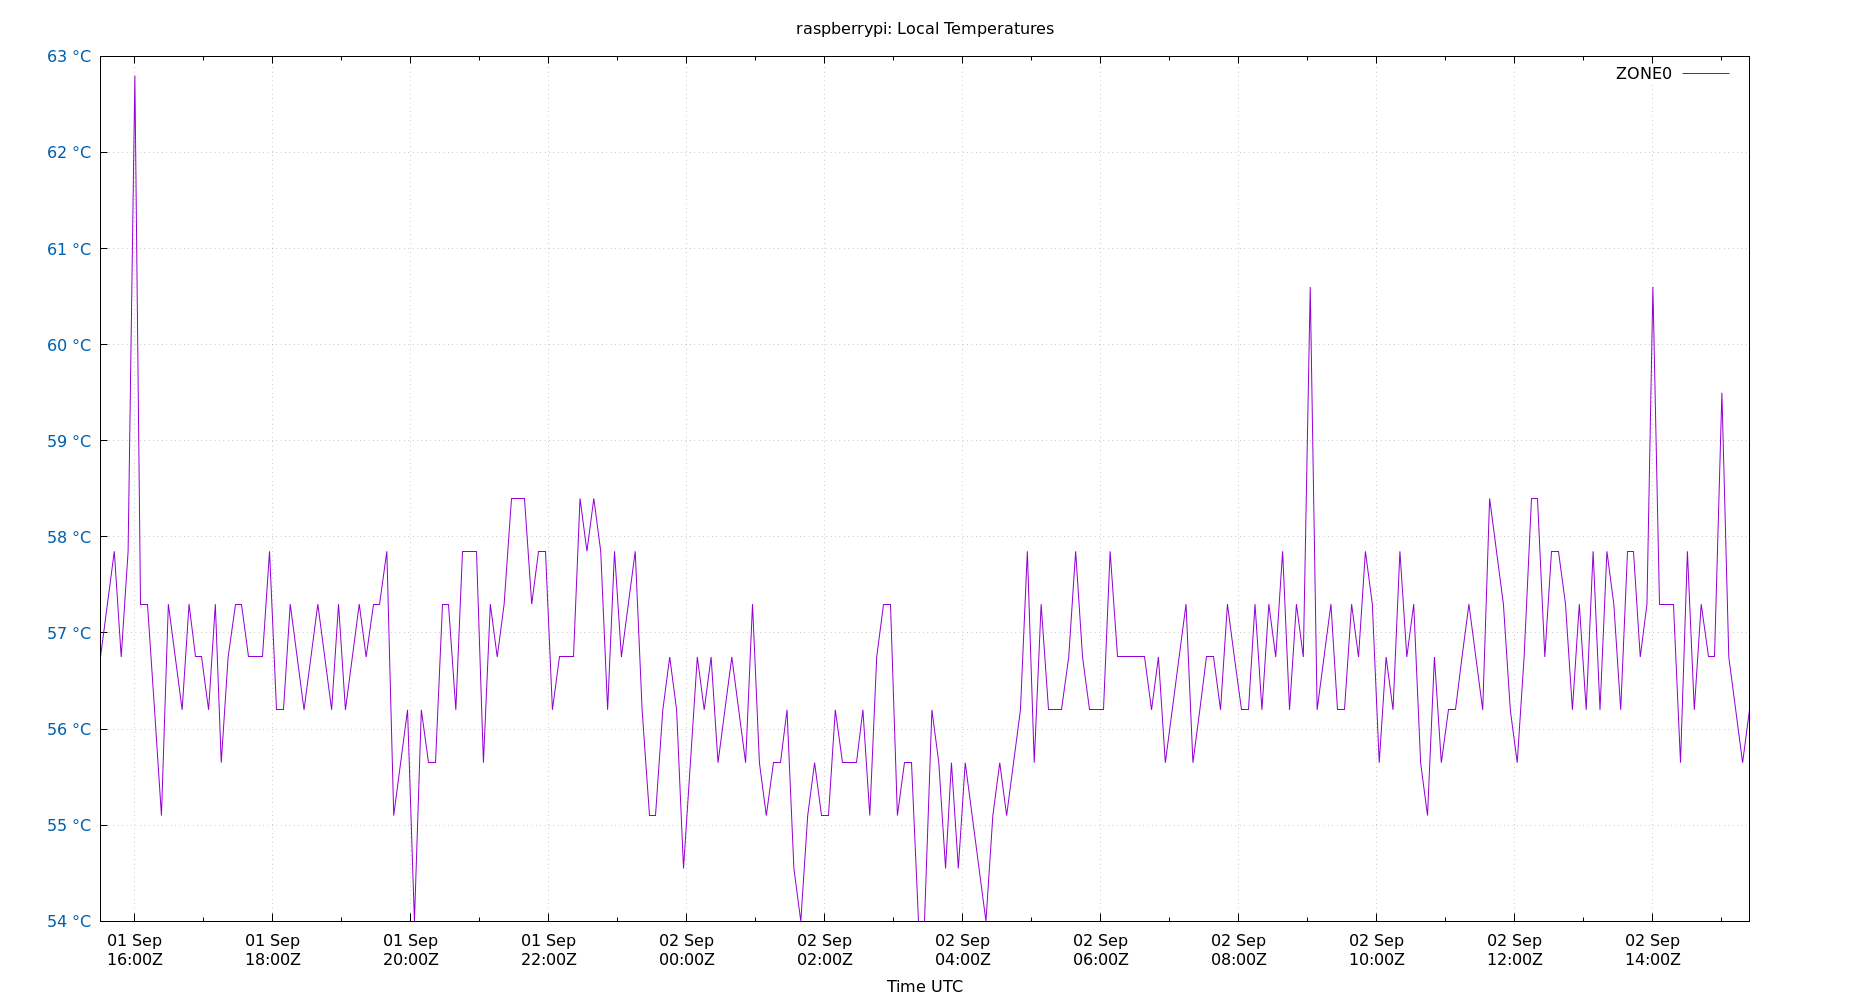 raspberrypi: Local Temperatures
63 °C
ZONE0
62 °C
61 °C
60 °C
59 °C
58 °C
57 °C
56 °C
55 °C
54 °C
01 Sep 01 Sep 01 Sep 01 Sep 02 Sep 02 Sep 02 Sep 02 Sep 02 Sep 02 Sep 02 Sep 02 Sep
16:00Z 18:00Z 20:00Z 22:00Z 00:00Z 02:00Z 04:00Z 06:00Z 08:00Z 10:00Z 12:00Z 14:00Z
Time UTC